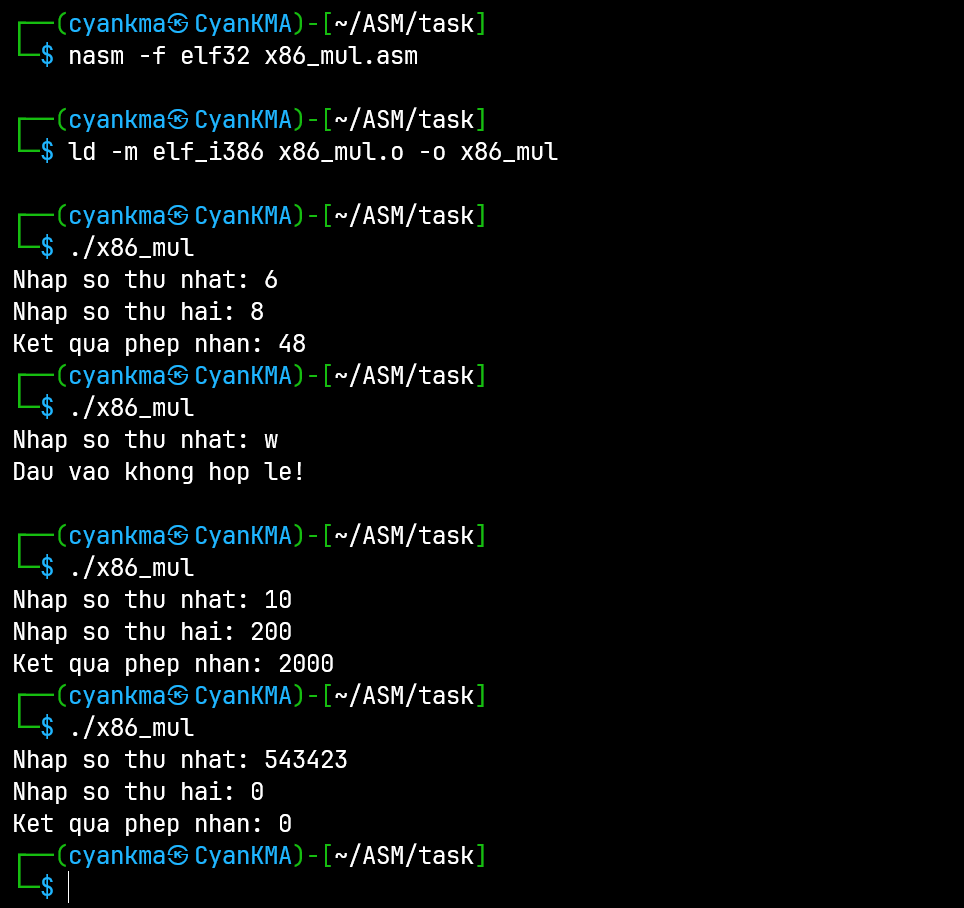 ┌──(cyankma㉿CyanKMA)-[~/ASM/task]
└─$ nasm -f elf32 x86_mul.asm

┌──(cyankma㉿CyanKMA)-[~/ASM/task]
└─$ ld -m elf_i386 x86_mul.o -o x86_mul

┌──(cyankma㉿CyanKMA)-[~/ASM/task]
└─$ ./x86_mul
Nhap so thu nhat: 6
Nhap so thu hai: 8
Ket qua phep nhan: 48
┌──(cyankma㉿CyanKMA)-[~/ASM/task]
└─$ ./x86_mul
Nhap so thu nhat: w
Dau vao khong hop le!

┌──(cyankma㉿CyanKMA)-[~/ASM/task]
└─$ ./x86_mul
Nhap so thu nhat: 10
Nhap so thu hai: 200
Ket qua phep nhan: 2000
┌──(cyankma㉿CyanKMA)-[~/ASM/task]
└─$ ./x86_mul
Nhap so thu nhat: 543423
Nhap so thu hai: 0
Ket qua phep nhan: 0
┌──(cyankma㉿CyanKMA)-[~/ASM/task]
└─$